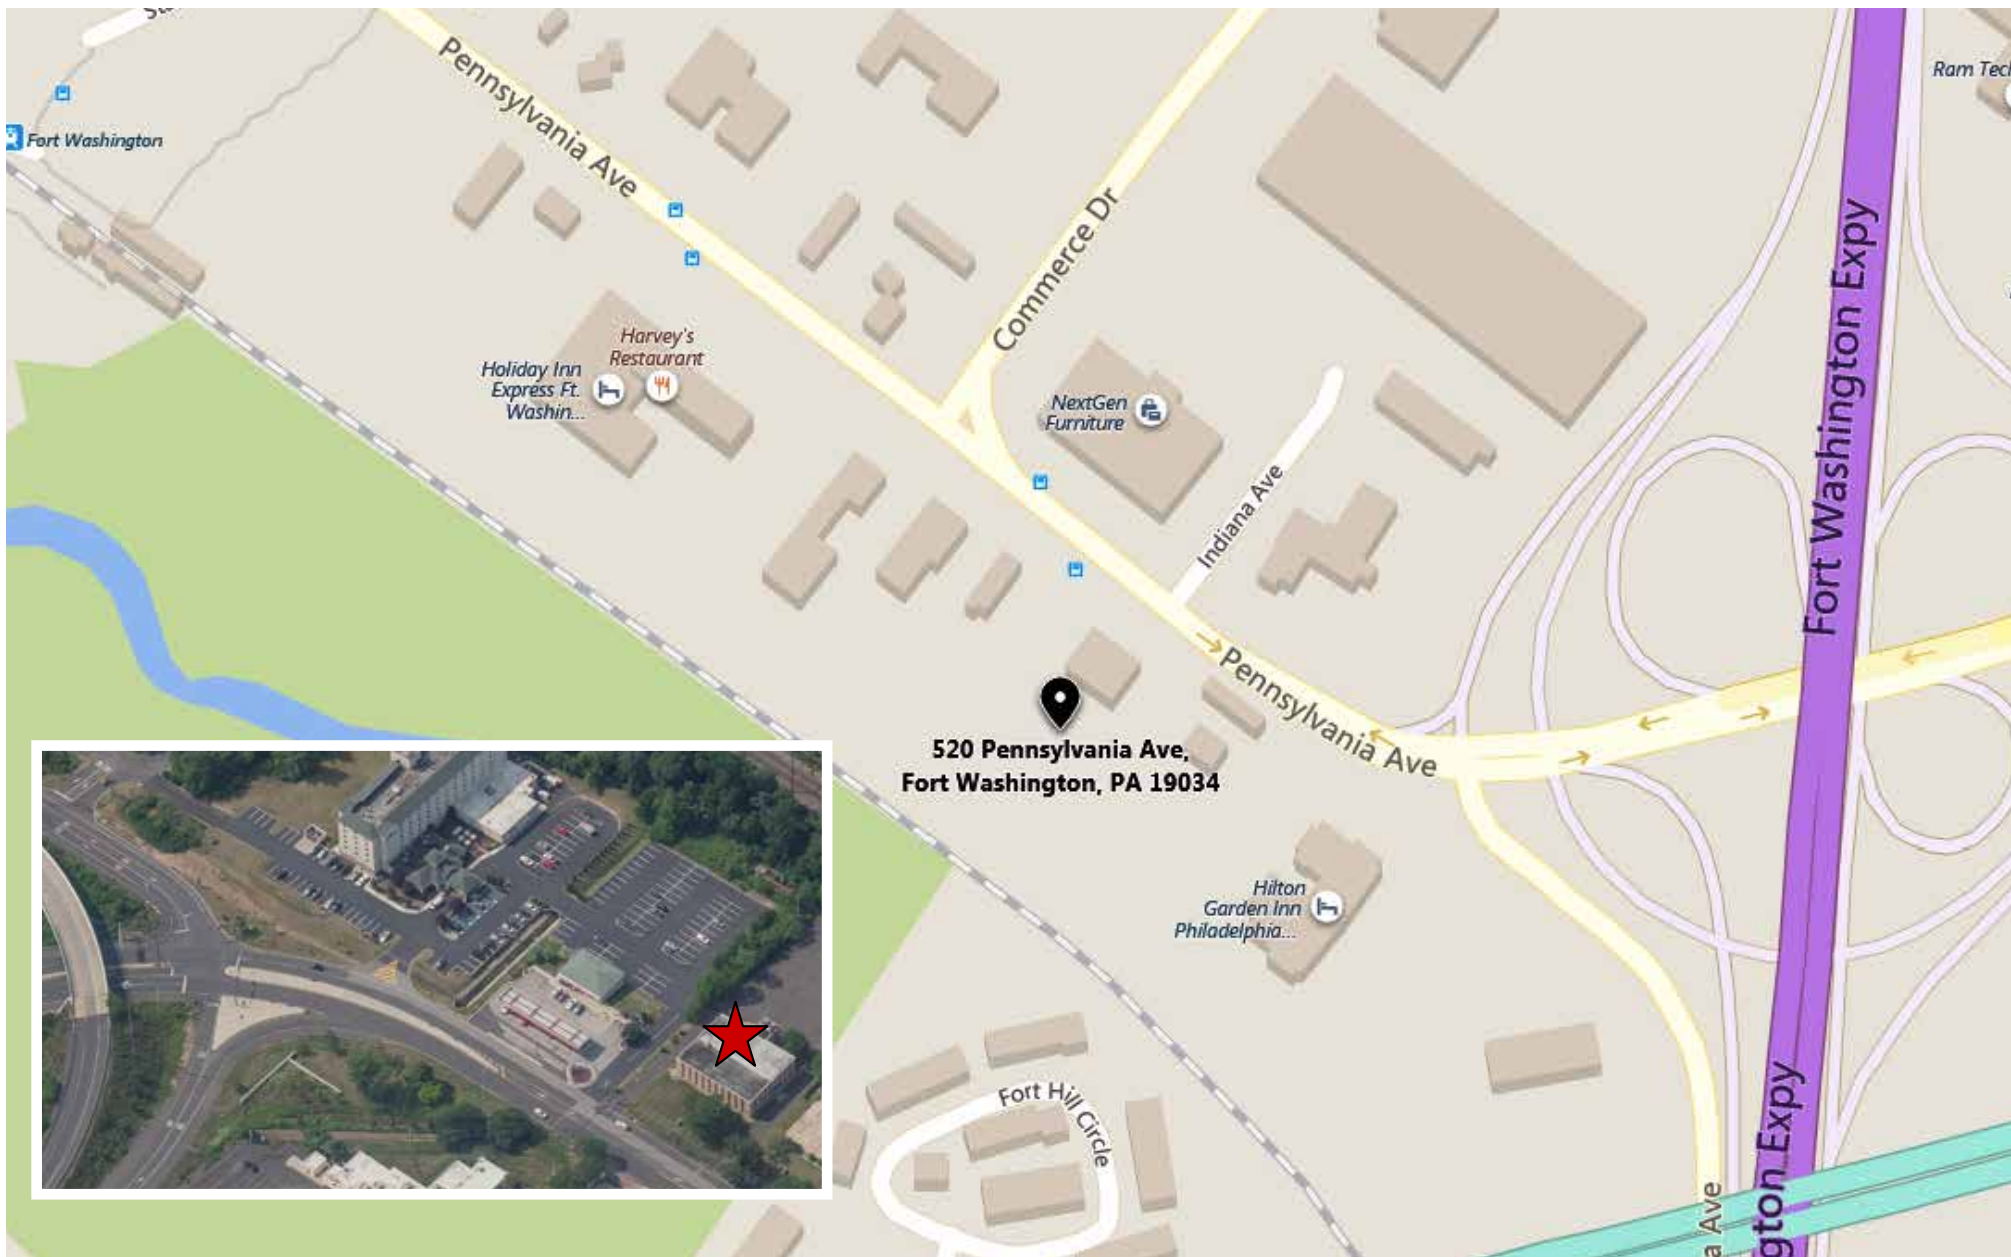 Pennsylvania Ave
Ram Tec
Fort Washington
Commerce Dr
Fort Washington Expy
Harvey's
Restaurant
Holiday Inn
Express Ft.
Washin...
NextGen
Furniture
Indiana Ave
Pennsylvania Ave
520 Pennsylvania Ave,
Fort Washington, PA 19034
Hilton
Garden Inn
Philadelphia...
Fort Hill Circle
gton Expy
a Ave